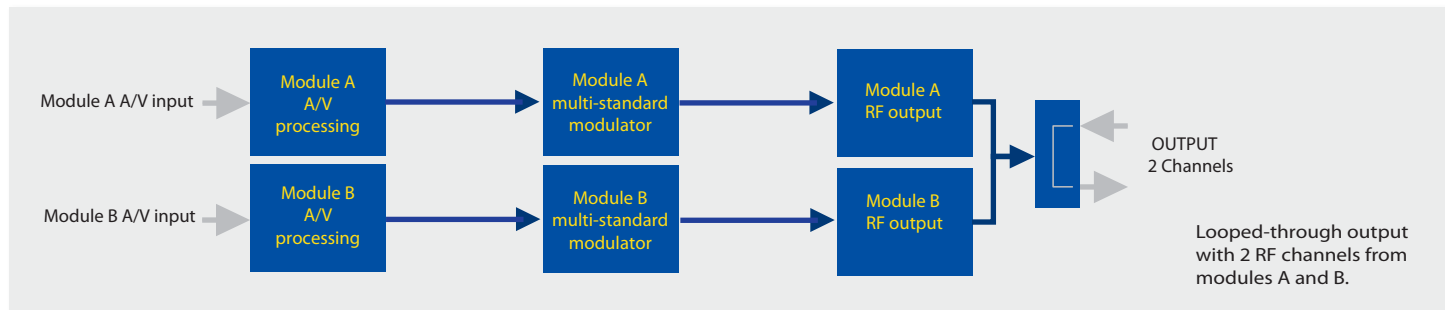 Module A A/V input
Module A
A/V
processing
Module A
multi-standard
modulator
Module A
RF output
OUTPUT
2 Channels
Module B A/V input
Module B
A/V
processing
Module B
multi-standard
modulator
Module B
RF output
Looped-through output
with 2 RF channels from
modules A and B.